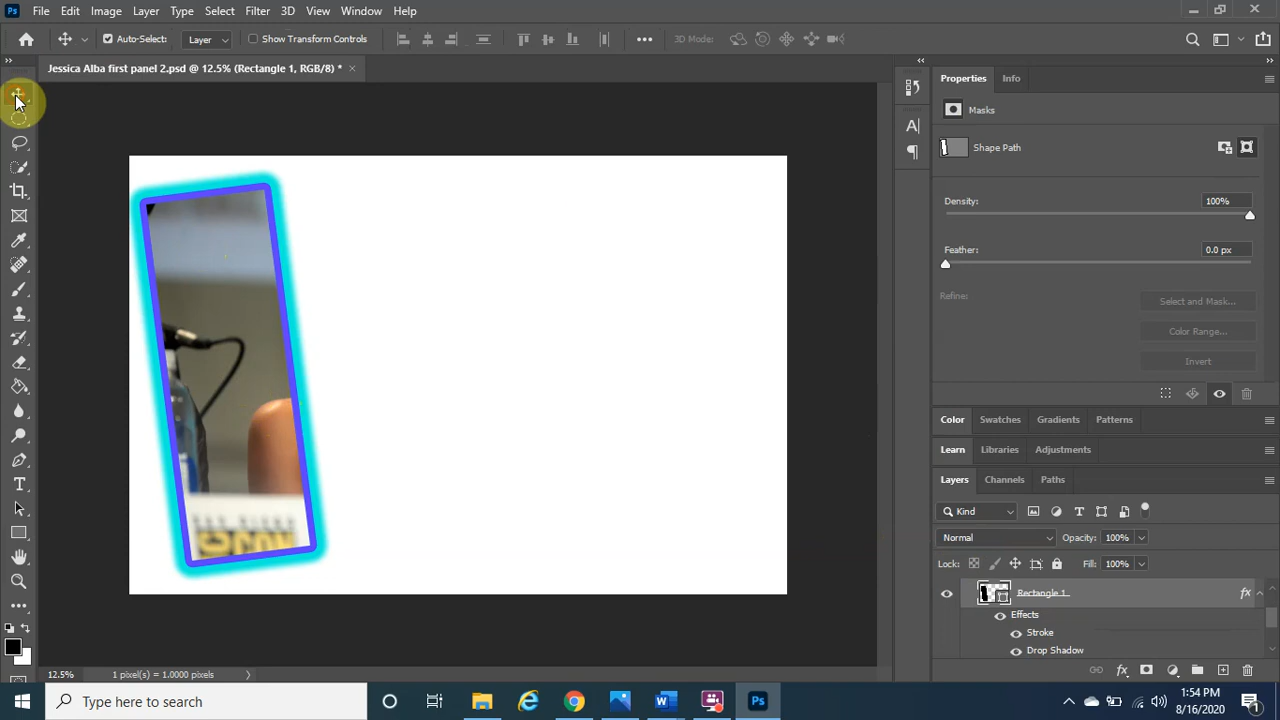 Ps File Edit Image Layer Type Select Filter 3D View Window Help
Auto-Select: Layer Show Transform Controls 3D Mode:
Jessica Alba first panel 2.psd @ 12.5% (Rectangle 1, RGB/8) *
Properties Info
Masks
Shape Path
Density: 100%
Feather: 0.0 px
Refine: Select and Mask...
Color Range...
Invert
Color Swatches Gradients Patterns
Learn Libraries Adjustments
Layers Channels Paths
Kind
Normal Opacity: 100%
Lock: Fill: 100%
Rectangle 1 fx
Effects
Stroke
Drop Shadow
CON
12.5% 1 pixel(s) = 1.0000 pixels
Type here to search
1:54 PM
8/16/2020